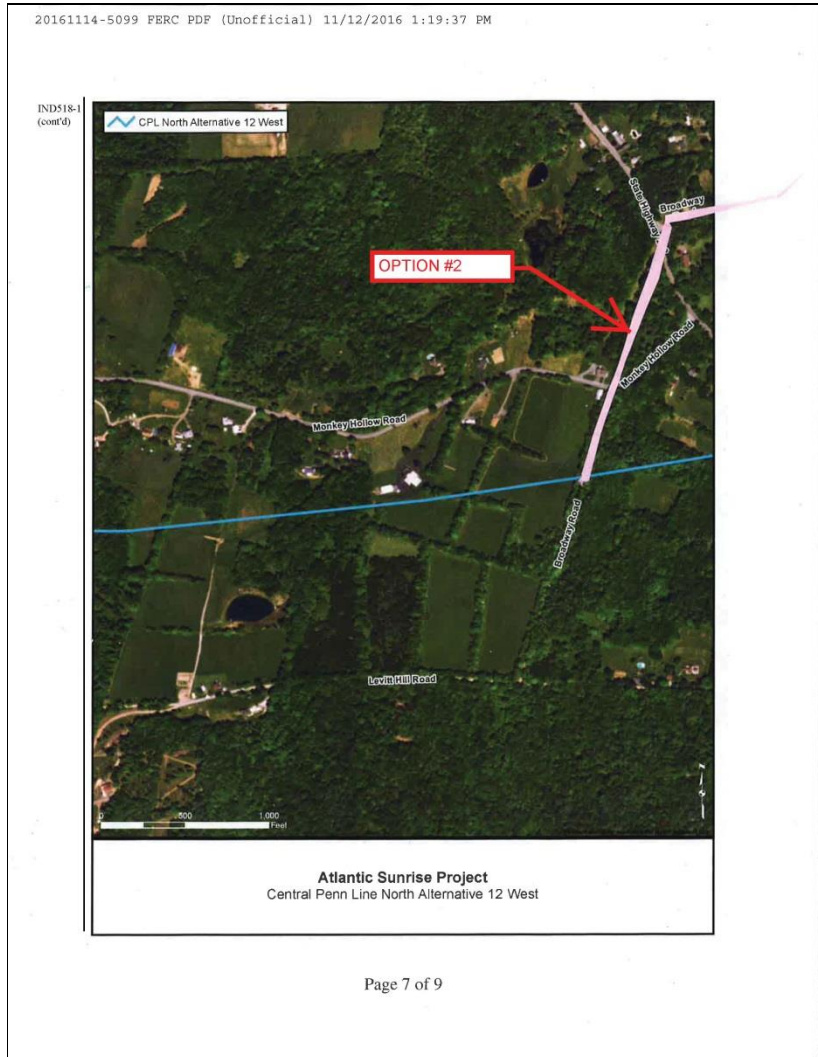 20161114-5099 FERC PDF (Unofficial) 11/12/2016 1:19:37 PM
IND518-1
(cont'd)
CPL North Alternative 12 West
State Highway
Broadway
OPTION #2
Monkey Hollow Road
Monkey Hollow Road
Broadway Road
Levitt Hill Road
0 500 1,000
Feet
Atlantic Sunrise Project
Central Penn Line North Alternative 12 West
Page 7 of 9